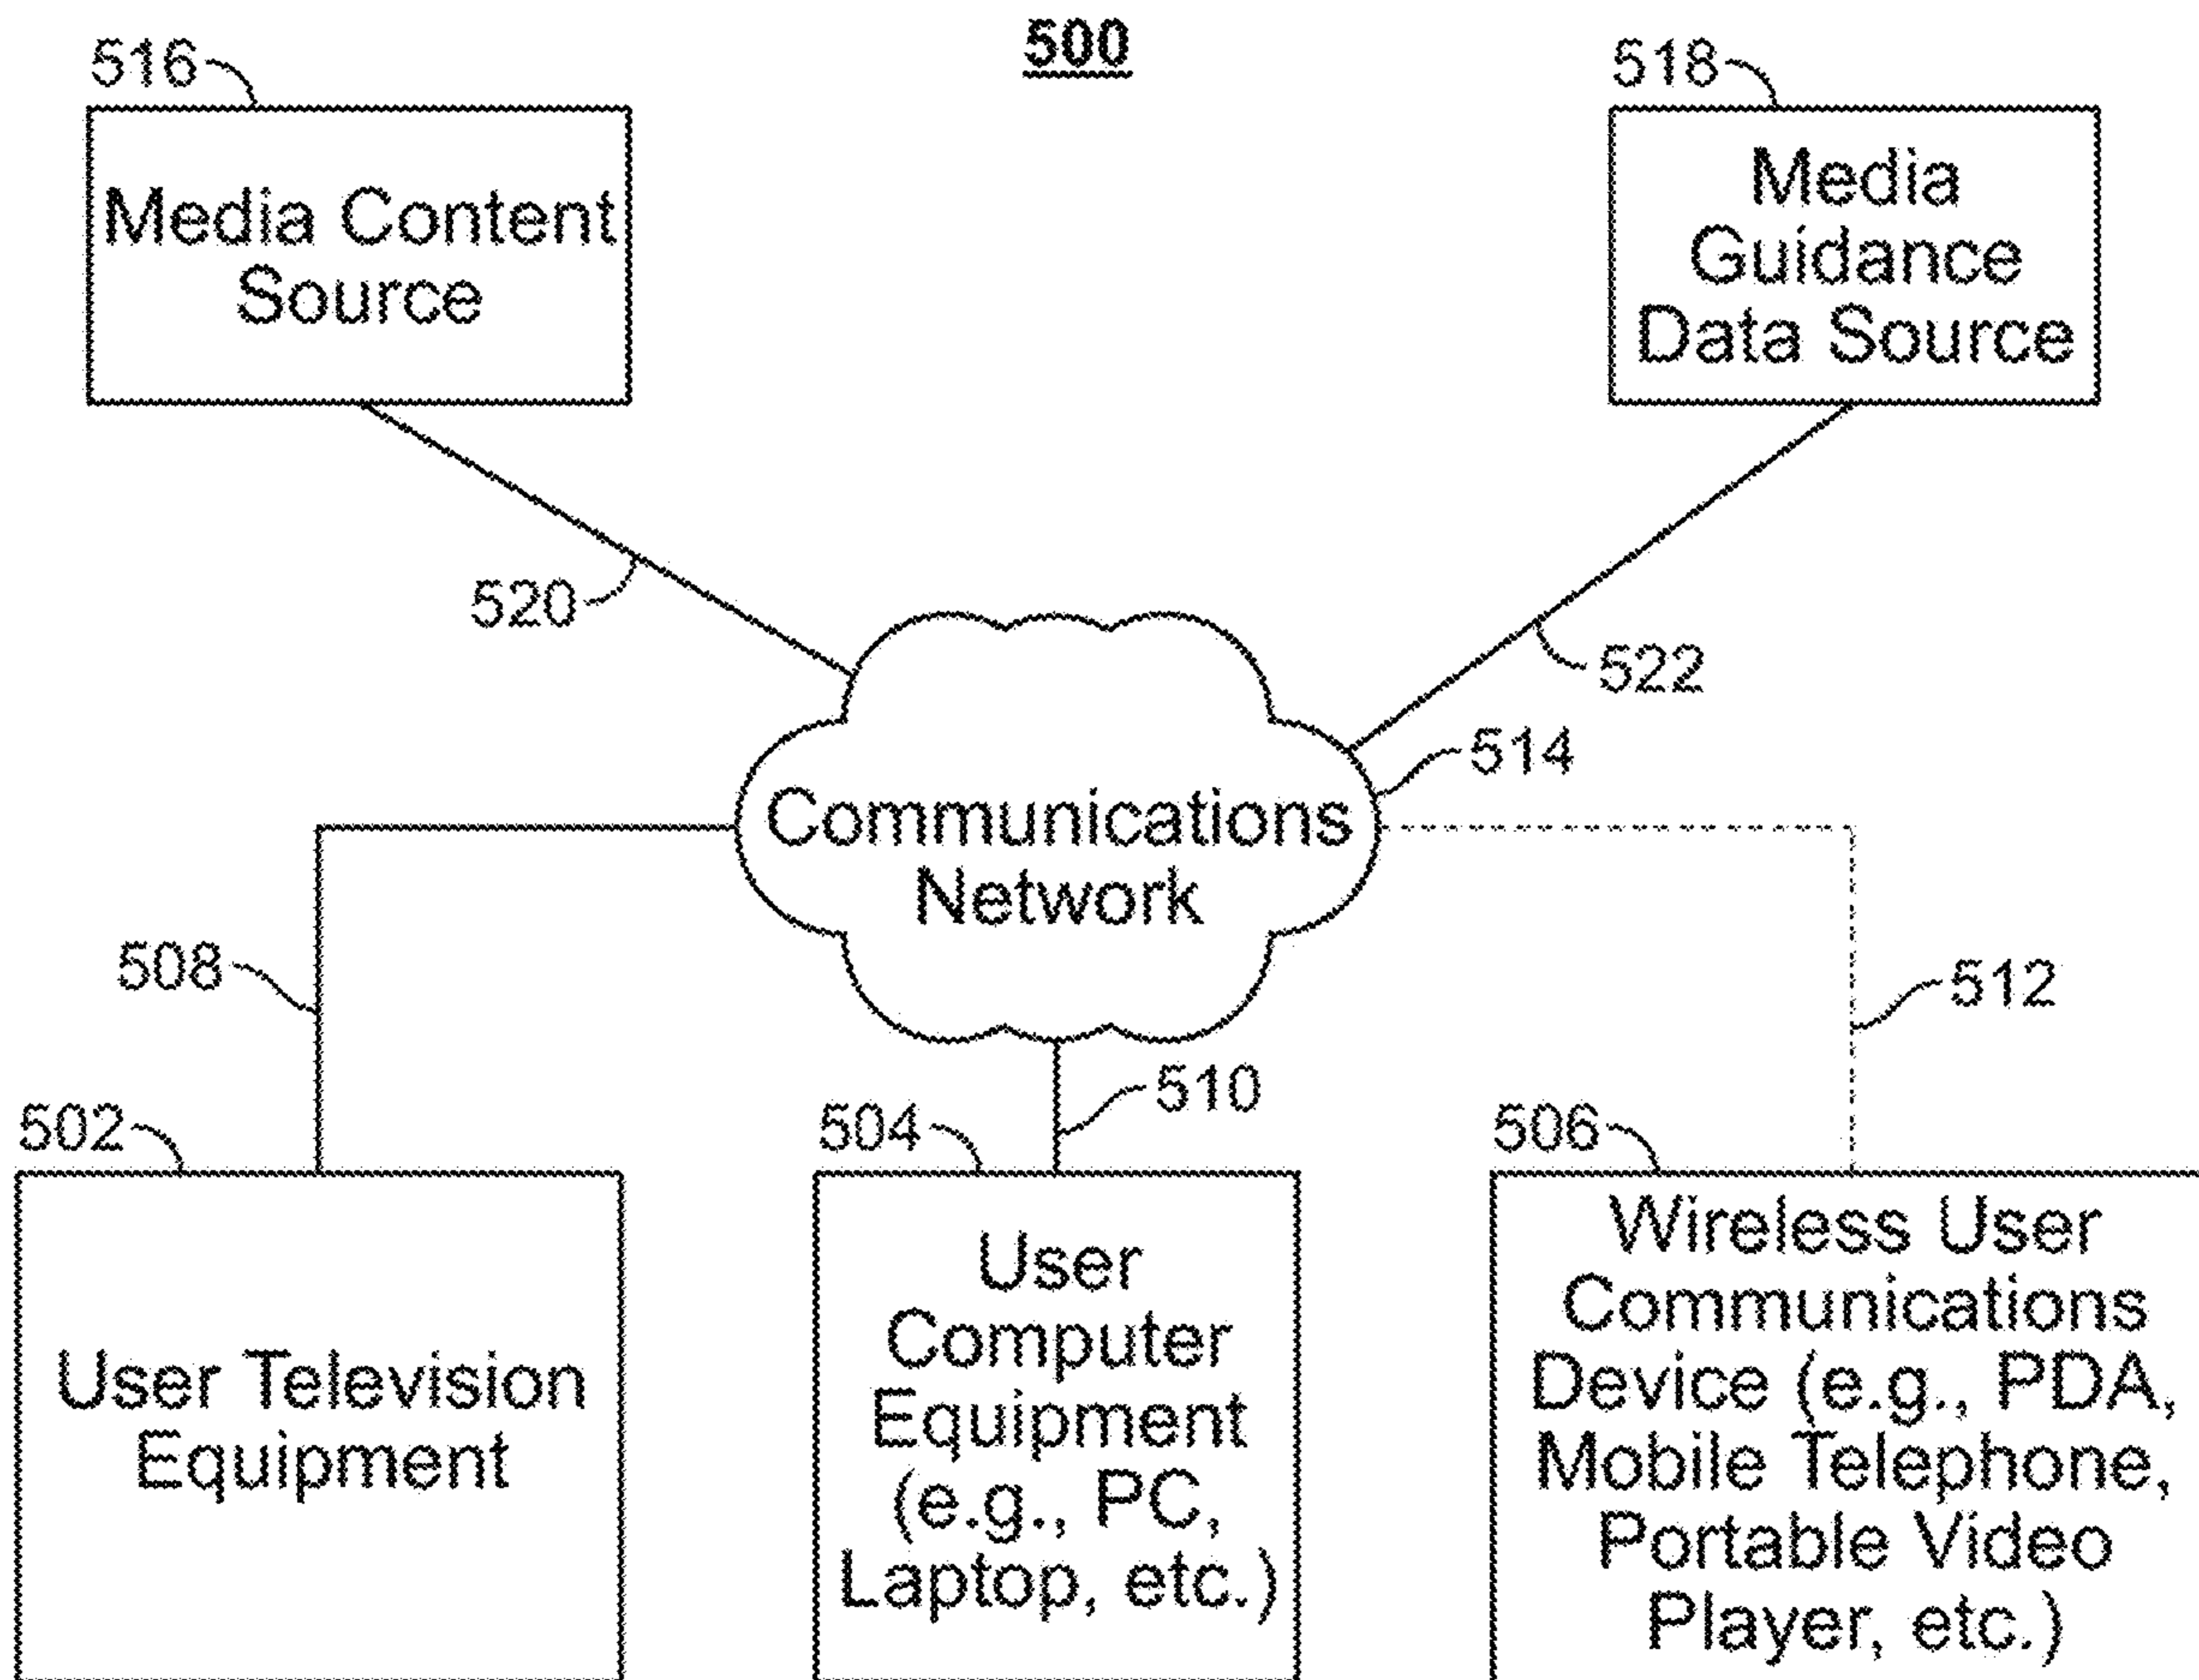 500
516
518
Media Content
Source
Media
Guidance
Data Source
520
522
514
Communications
Network
508
512
510
502
504
506
User Television
Equipment
User
Computer
Equipment
(e.g., PC,
Laptop, etc.)
Wireless User
Communications
Device (e.g., PDA,
Mobile Telephone,
Portable Video
Player, etc.)